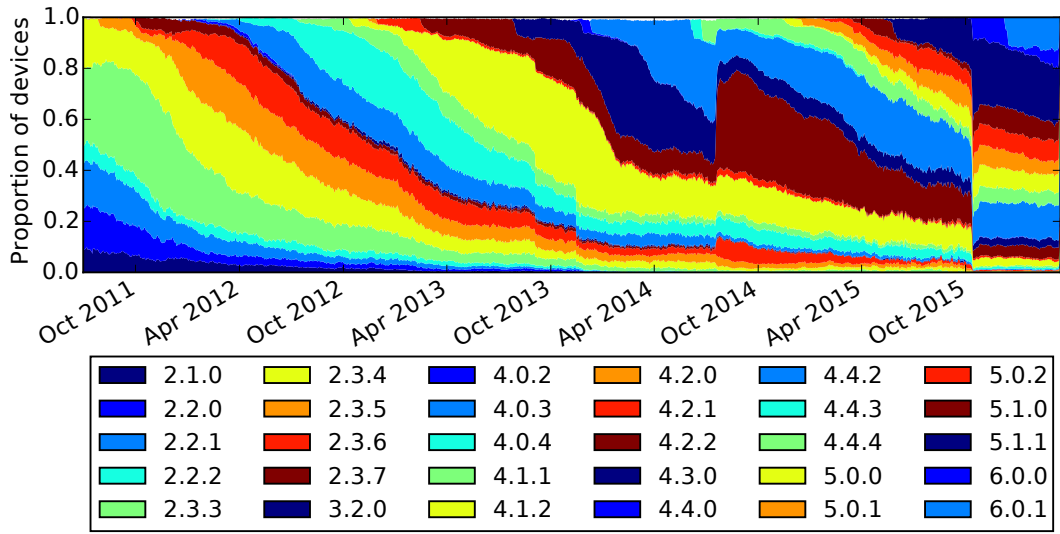 Proportion of devices
1.0
0.8
0.6
0.4
0.2
0.0
Oct 2011 Apr 2012 Oct 2012 Apr 2013 Oct 2013 Apr 2014 Oct 2014 Apr 2015 Oct 2015
2.1.0 2.3.4 4.0.2 4.2.0 4.4.2 5.0.2
2.2.0 2.3.5 4.0.3 4.2.1 4.4.3 5.1.0
2.2.1 2.3.6 4.0.4 4.2.2 4.4.4 5.1.1
2.2.2 2.3.7 4.1.1 4.3.0 5.0.0 6.0.0
2.3.3 3.2.0 4.1.2 4.4.0 5.0.1 6.0.1